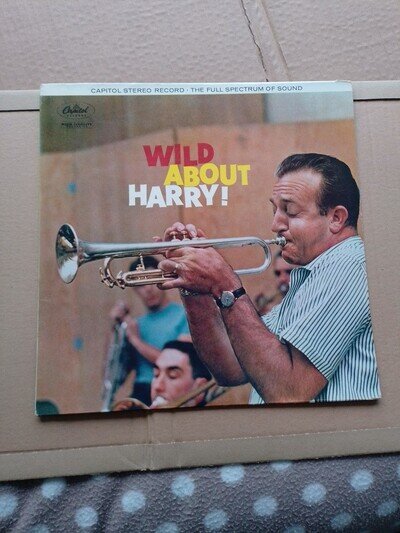 CAPITOL STEREO RECORD · THE FULL SPECTRUM OF SOUND
Capitol
WILD
ABOUT
HARRY!